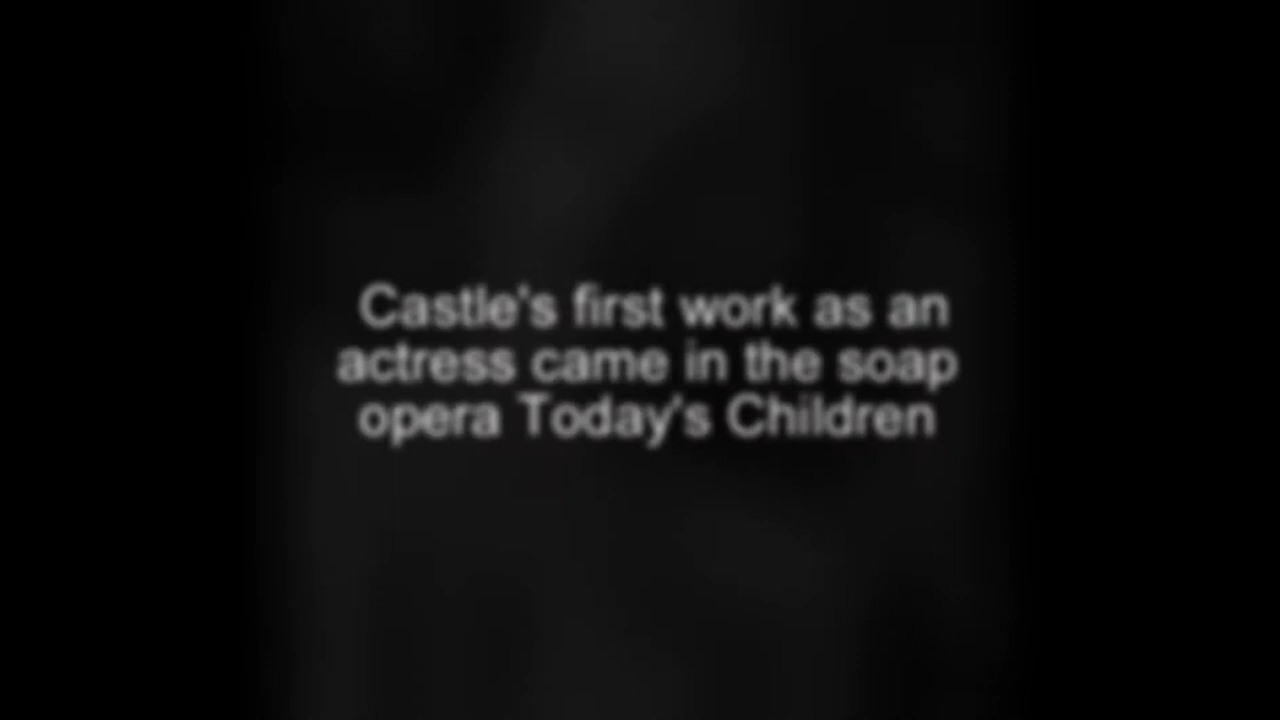 Castle's first work as an
actress came in the soap
opera Today's Children